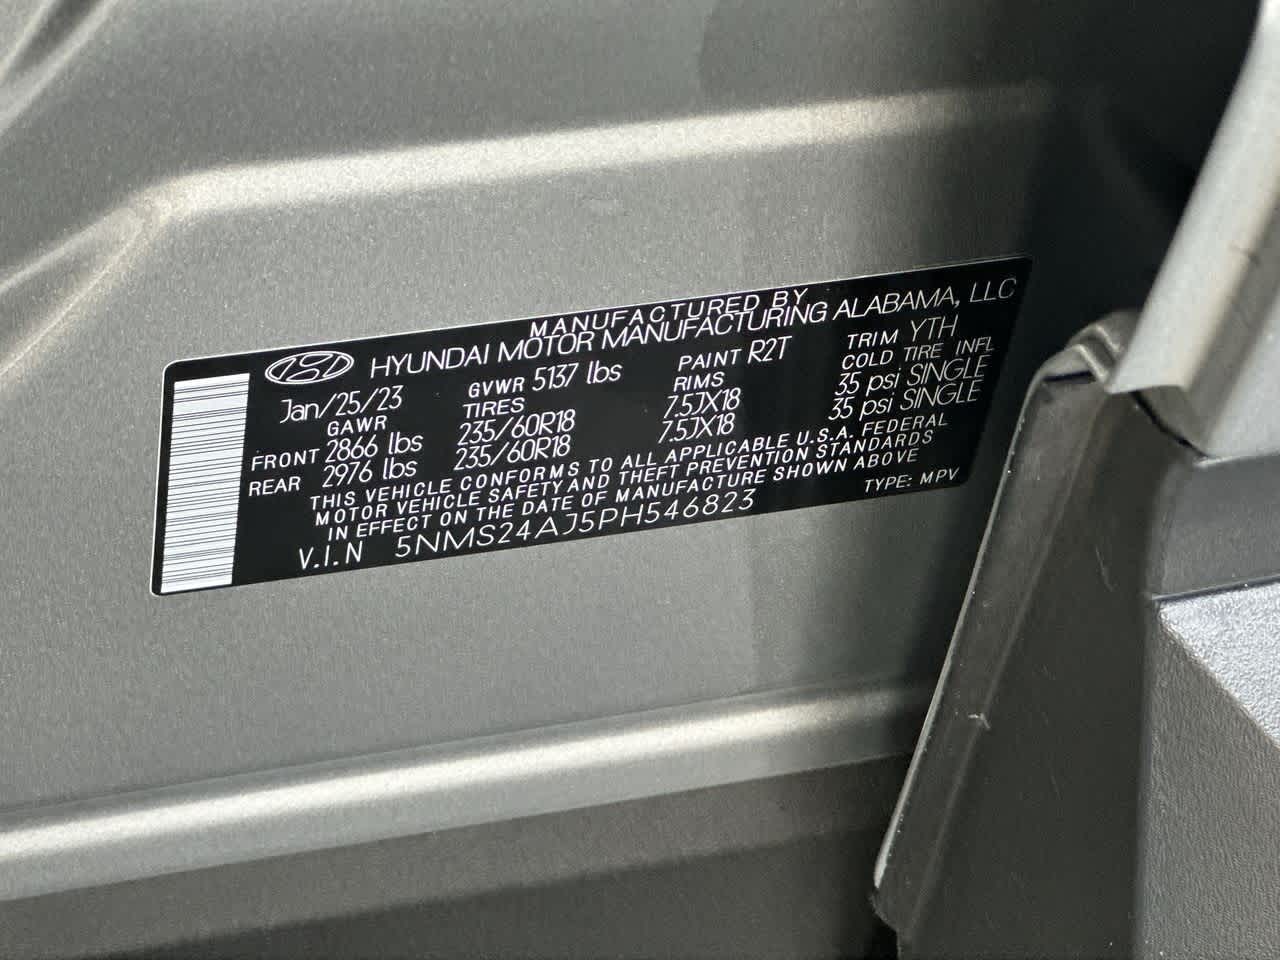 MANUFACTURED BY
HYUNDAI MOTOR MANUFACTURING ALABAMA, LLC
Jan/25/23 GVWR 5137 lbs PAINT R2T TRIM YTH
GAWR TIRES RIMS COLD TIRE INFL
FRONT 2866 lbs 235/60R18 7.5JX18 35 psi SINGLE
REAR 2976 lbs 235/60R18 7.5JX18 35 psi SINGLE
THIS VEHICLE CONFORMS TO ALL APPLICABLE U.S.A. FEDERAL
MOTOR VEHICLE SAFETY AND THEFT PREVENTION STANDARDS
IN EFFECT ON THE DATE OF MANUFACTURE SHOWN ABOVE
V.I.N 5NMS24AJ5PH546823 TYPE: MPV